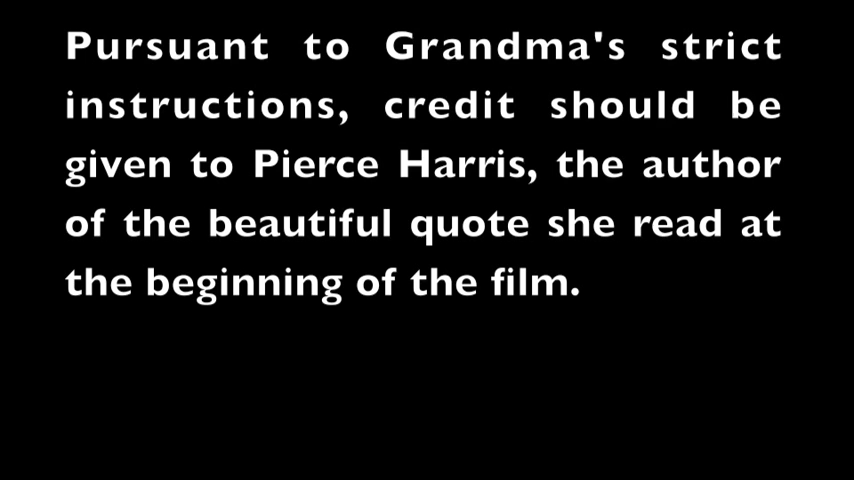 Pursuant to Grandma's strict
instructions, credit should be
given to Pierce Harris, the author
of the beautiful quote she read at
the beginning of the film.